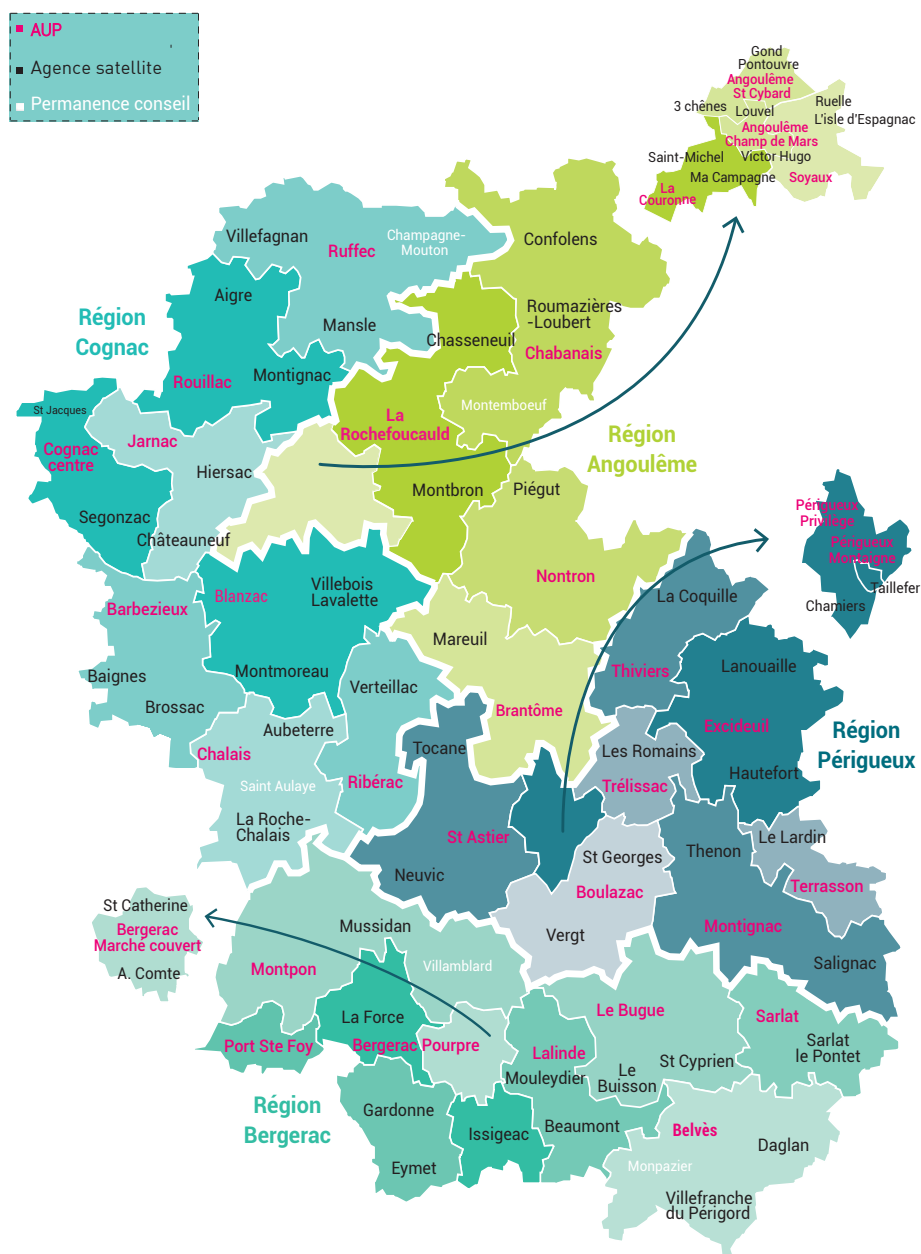 AUP
Agence satellite
Permanence conseil
Gond
Pontouvre
Angoulême
St Cybard
3 chênes
Louvel
Ruelle
L'isle d'Espagnac
Angoulême
Champ de Mars
Saint-Michel
Victor Hugo
Ma Campagne
Soyaux
La
Couronne
Villefagnan
Ruffec
Champagne-
Mouton
Confolens
Aigre
Mansle
Roumazières
-Loubert
Région
Cognac
Chasseneuil
Chabanais
Rouillac
Montignac
St Jacques
Jarnac
La
Rochefoucauld
Montemboeuf
Région
Angoulême
Cognac
centre
Hiersac
Montbron
Piégut
Segonzac
Châteauneuf
Périgueux
Privilège
Périgueux
Montaigne
Taillefer
Chamiers
Nontron
Barbezieux
Blanzac
Villebois
Lavalette
La Coquille
Mareuil
Baignes
Montmoreau
Verteillac
Thiviers
Lanouaille
Brossac
Brantôme
Aubeterre
Excideuil
Région
Périgueux
Chalais
Tocane
Les Romains
Hautefort
Saint Aulaye
Ribérac
Trélissac
La Roche-
Chalais
St Astier
Le Lardin
St Georges
Thenon
Neuvic
Boulazac
Terrasson
St Catherine
Bergerac
Marché couvert
A. Comte
Mussidan
Vergt
Montignac
Montpon
Villamblard
Salignac
La Force
Le Bugue
Sarlat
Port Ste Foy
Bergerac Pourpre
Lalinde
Sarlat
le Pontet
Mouleydier
Le
Buisson
St Cyprien
Région
Bergerac
Gardonne
Issigeac
Beaumont
Belvès
Daglan
Eymet
Monpazier
Villefranche
du Périgord